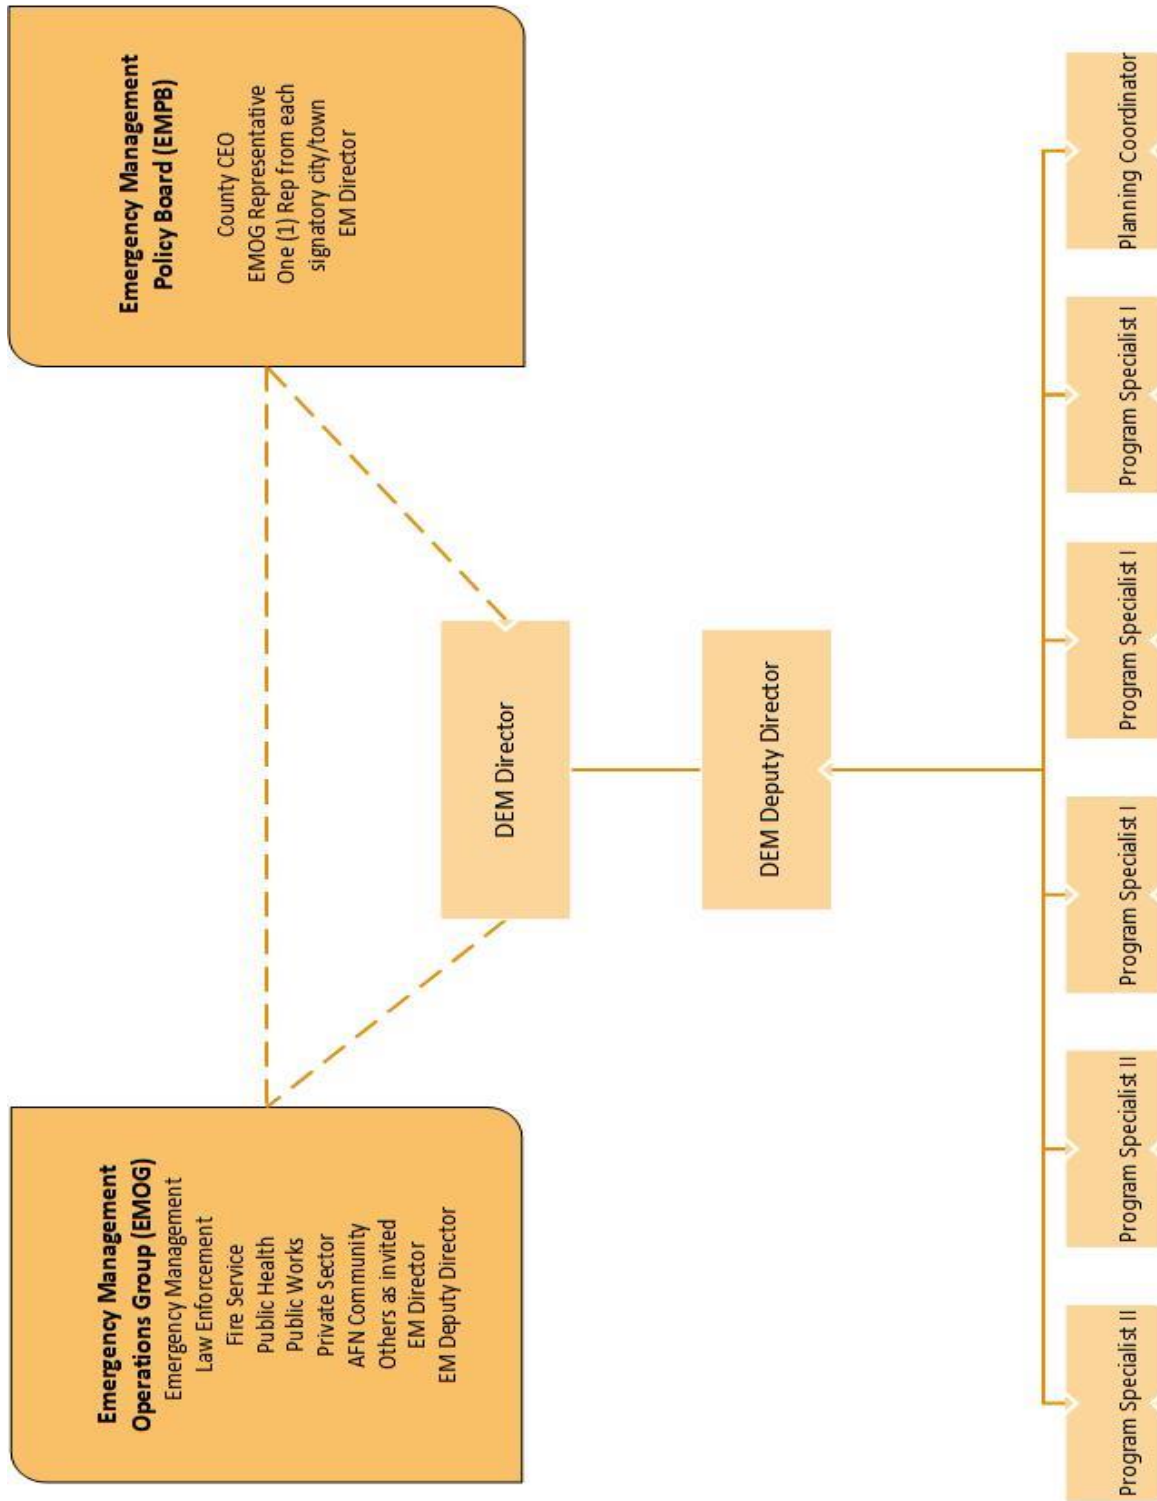 Emergency Management
Operations Group (EMOG)
Emergency Management
Law Enforcement
Fire Service
Public Health
Public Works
Private Sector
AFN Community
Others as invited
EM Director
EM Deputy Director
Emergency Management
Policy Board (EMPB)
County CEO
EMOG Representative
One (1) Rep from each
signatory city/town
EM Director
DEM Director
DEM Deputy Director
Program Specialist II
Program Specialist II
Program Specialist I
Program Specialist I
Program Specialist I
Planning Coordinator